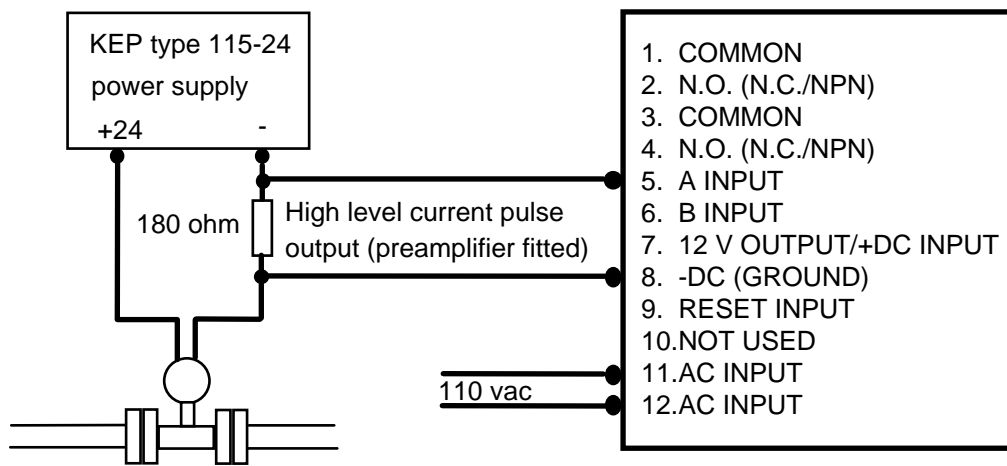 KEP type 115-24
power supply
+24 -
180 ohm
High level current pulse
output (preamplifier fitted)
110 vac
1. COMMON
2. N.O. (N.C./NPN)
3. COMMON
4. N.O. (N.C./NPN)
5. A INPUT
6. B INPUT
7. 12 V OUTPUT/+DC INPUT
8. -DC (GROUND)
9. RESET INPUT
10.NOT USED
11.AC INPUT
12.AC INPUT